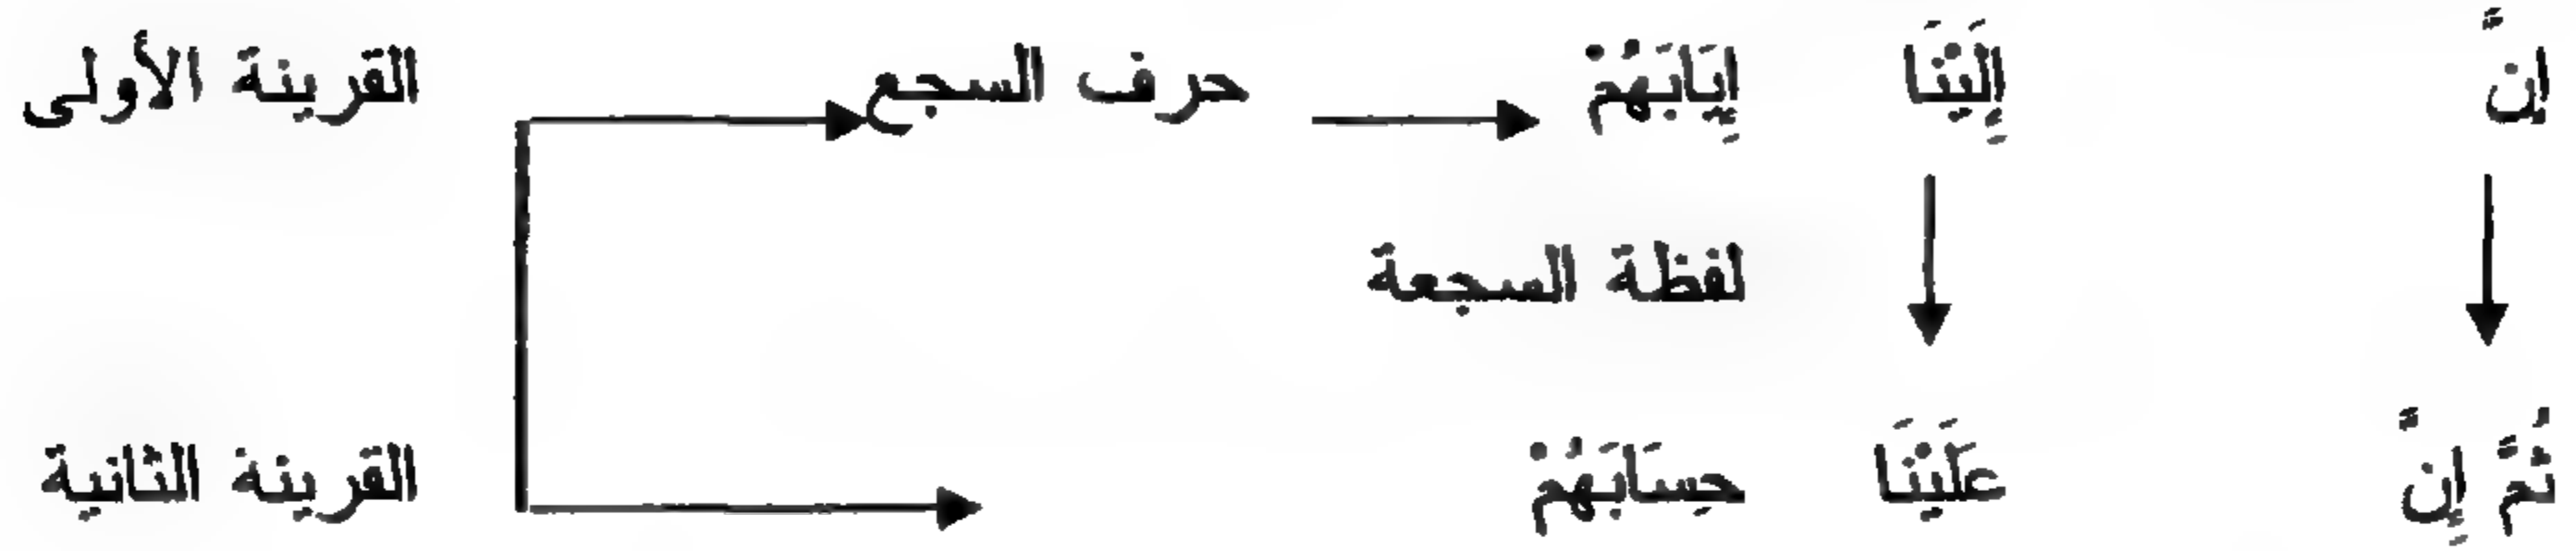 إِنَّ إِلَيْنَا إِيَابَهُمْ حرف السجع القرينة الأولى
لفظة السجعة
ثُمَّ إِنَّ عَلَيْنَا حِسَابَهُمْ القرينة الثانية